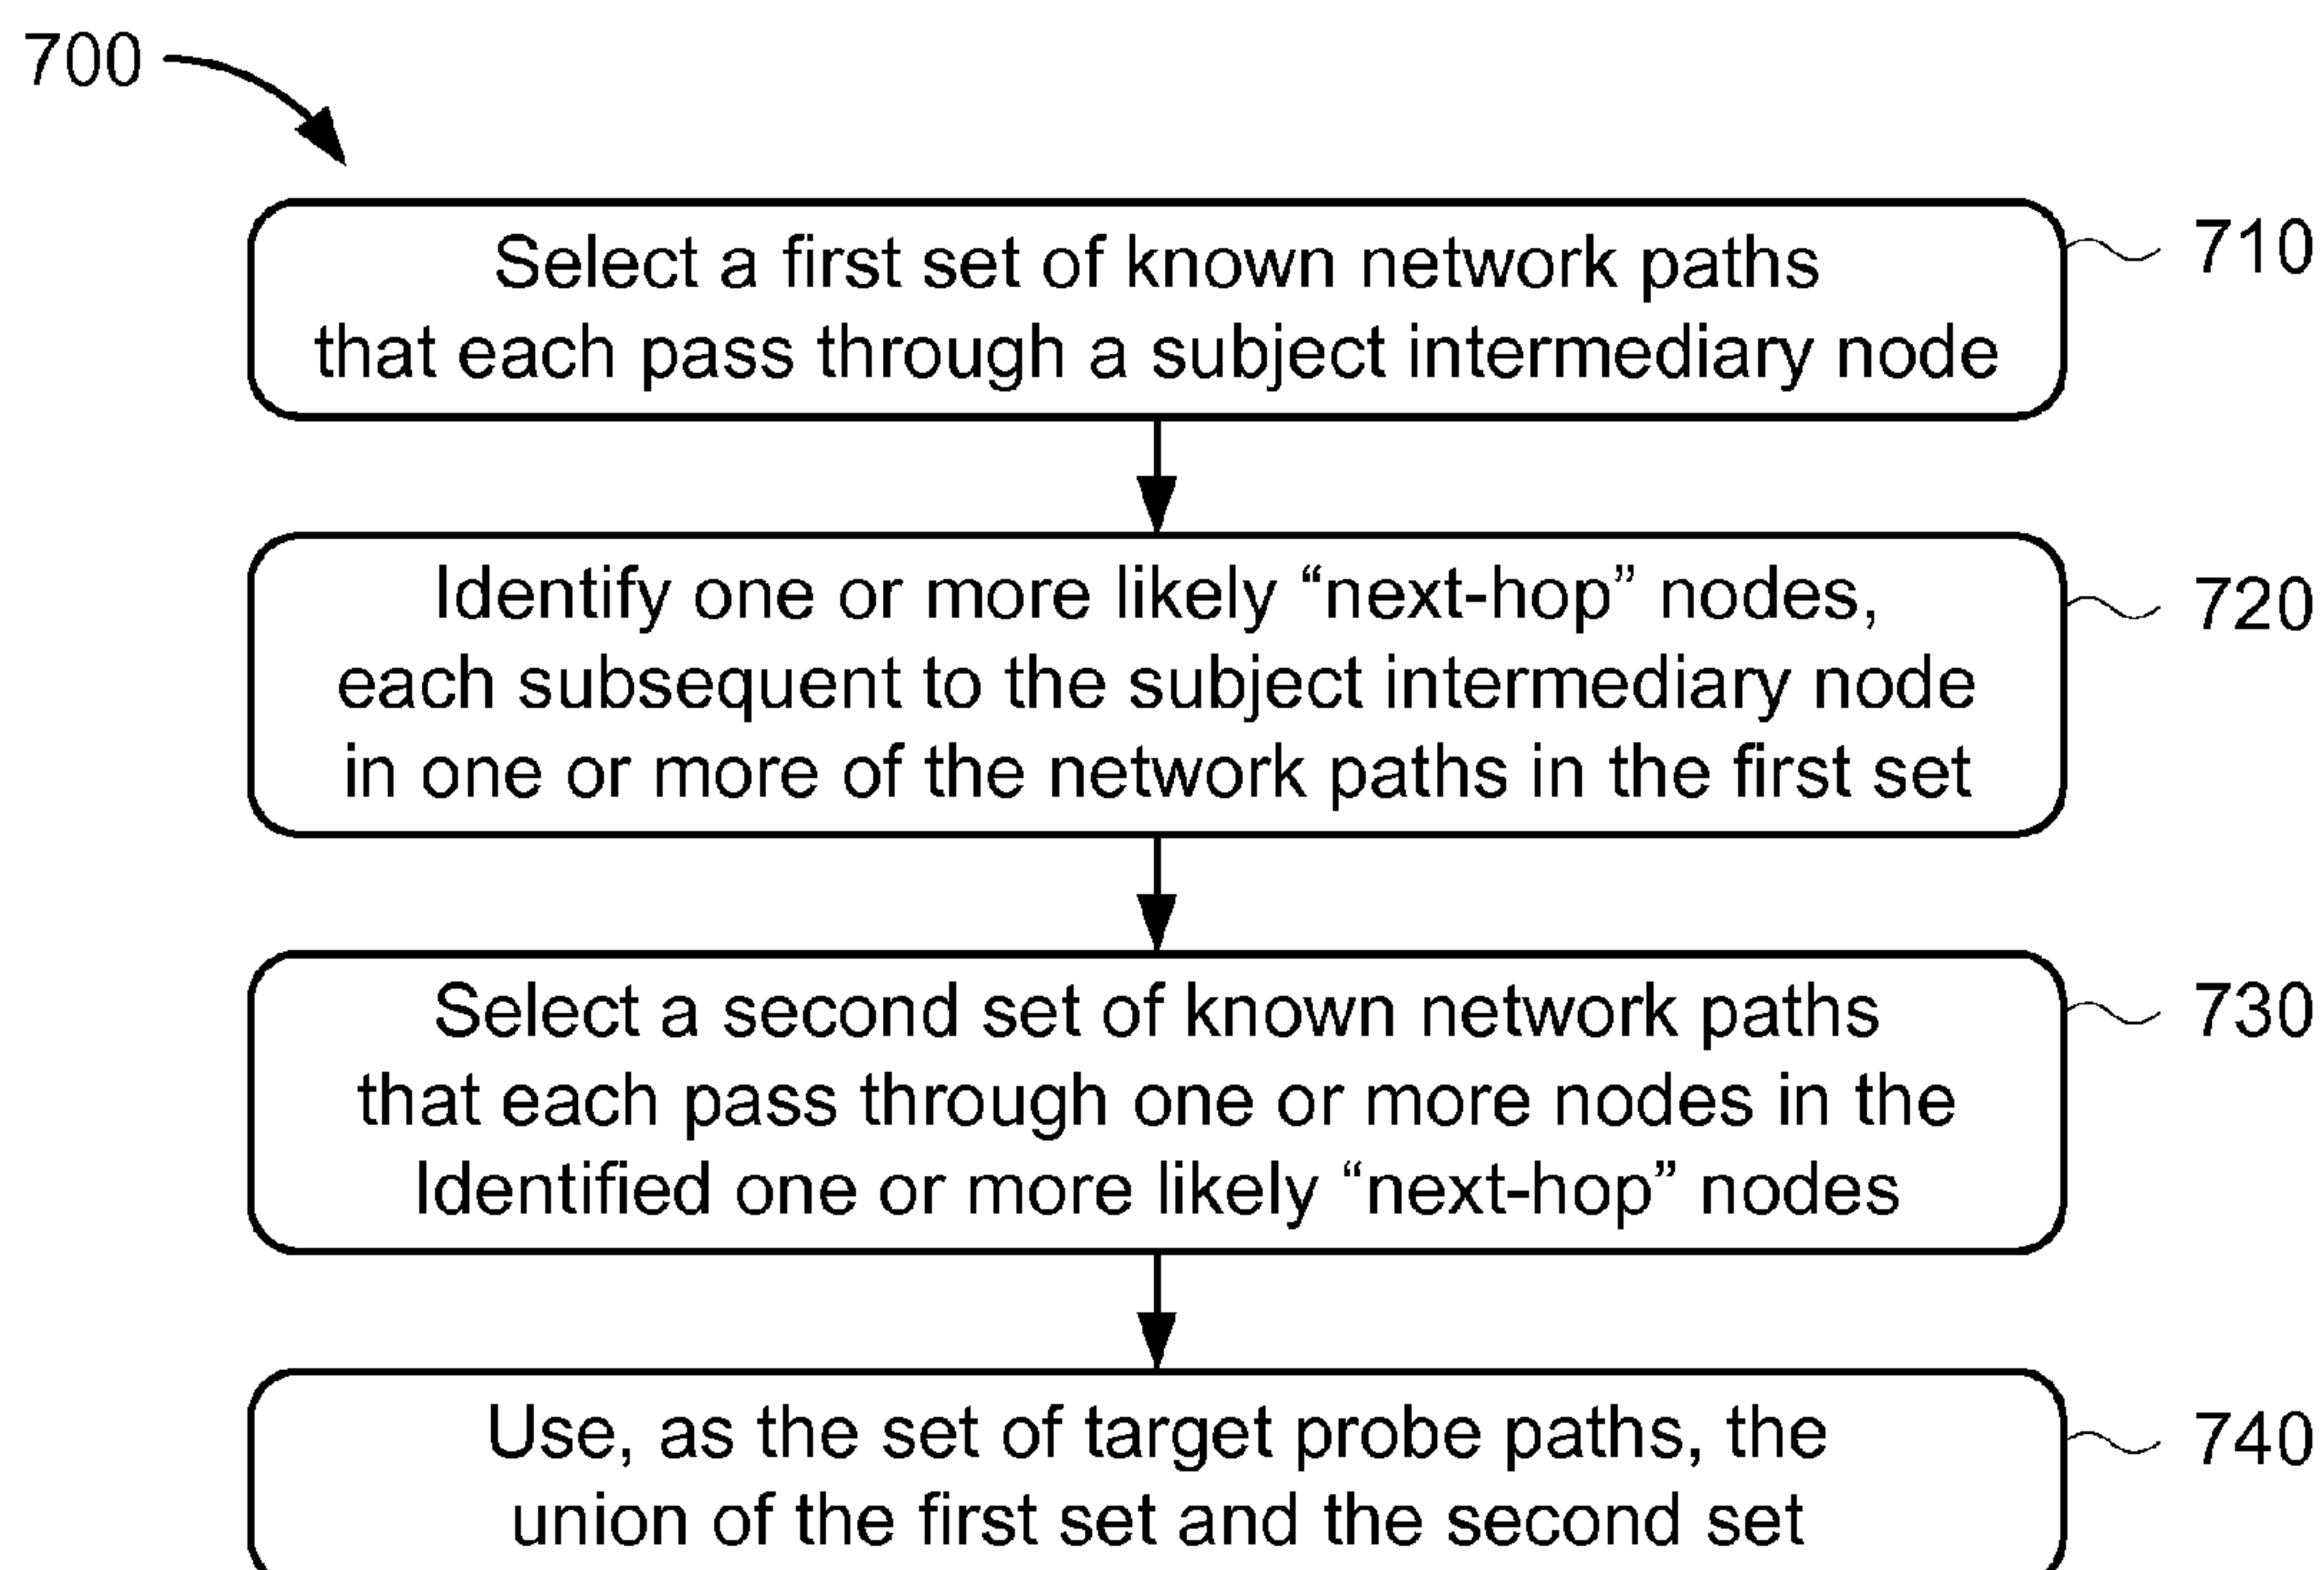 700
Select a first set of known network paths
that each pass through a subject intermediary node
710
Identify one or more likely “next-hop” nodes,
each subsequent to the subject intermediary node
in one or more of the network paths in the first set
720
Select a second set of known network paths
that each pass through one or more nodes in the
Identified one or more likely “next-hop” nodes
730
Use, as the set of target probe paths, the
union of the first set and the second set
740